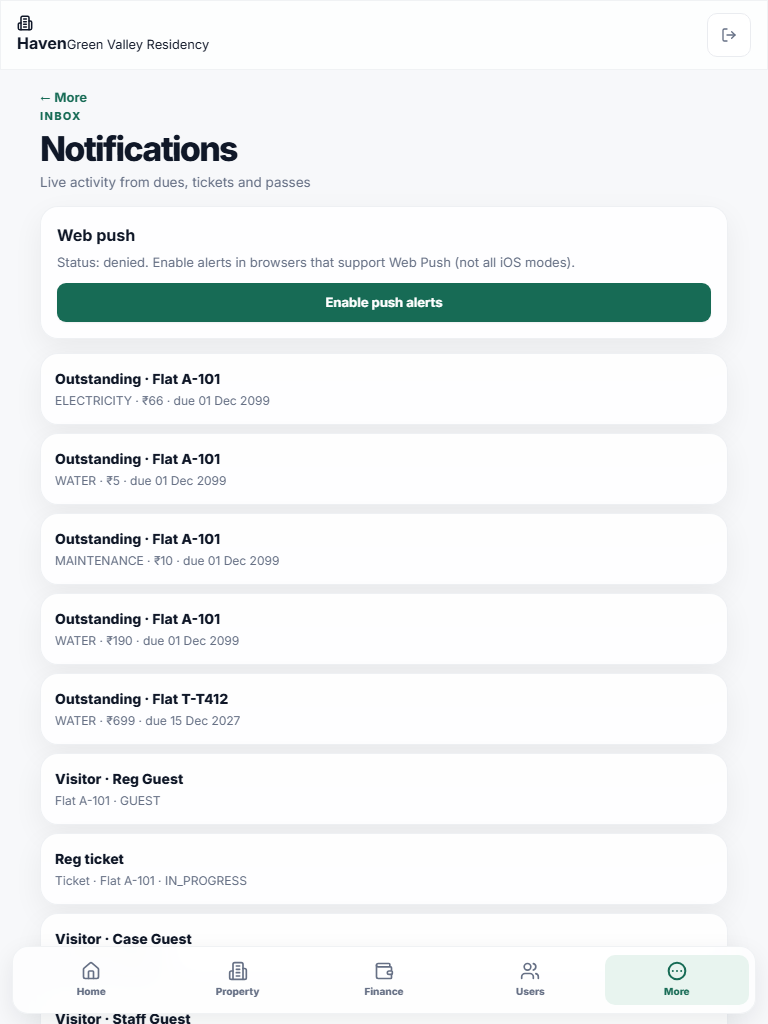 HavenGreen Valley Residency
← More
INBOX
Notifications
Live activity from dues, tickets and passes
Web push
Status: denied. Enable alerts in browsers that support Web Push (not all iOS modes).
Enable push alerts
Outstanding · Flat A-101
ELECTRICITY · ₹66 · due 01 Dec 2099
Outstanding · Flat A-101
WATER · ₹5 · due 01 Dec 2099
Outstanding · Flat A-101
MAINTENANCE · ₹10 · due 01 Dec 2099
Outstanding · Flat A-101
WATER · ₹190 · due 01 Dec 2099
Outstanding · Flat T-T412
WATER · ₹699 · due 15 Dec 2027
Visitor · Reg Guest
Flat A-101 · GUEST
Reg ticket
Ticket · Flat A-101 · IN_PROGRESS
Visitor · Case Guest
Home
Property
Finance
Users
More
Visitor · Staff Guest